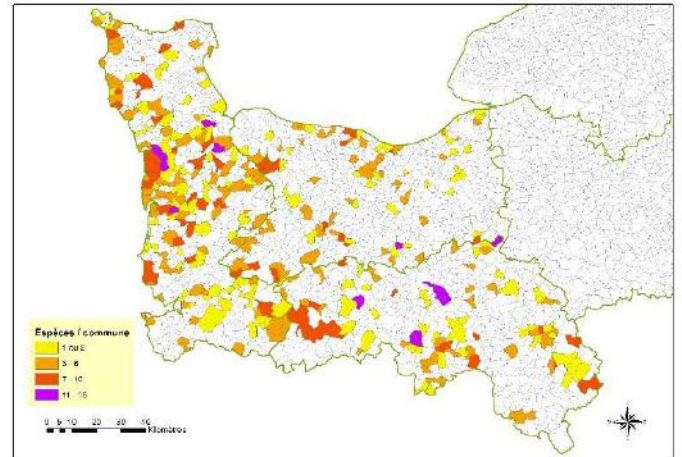 Espèces / commune
1 ou 2
3 - 6
7 - 10
11 - 15
0 5 10 20 30 40
Kilomètres